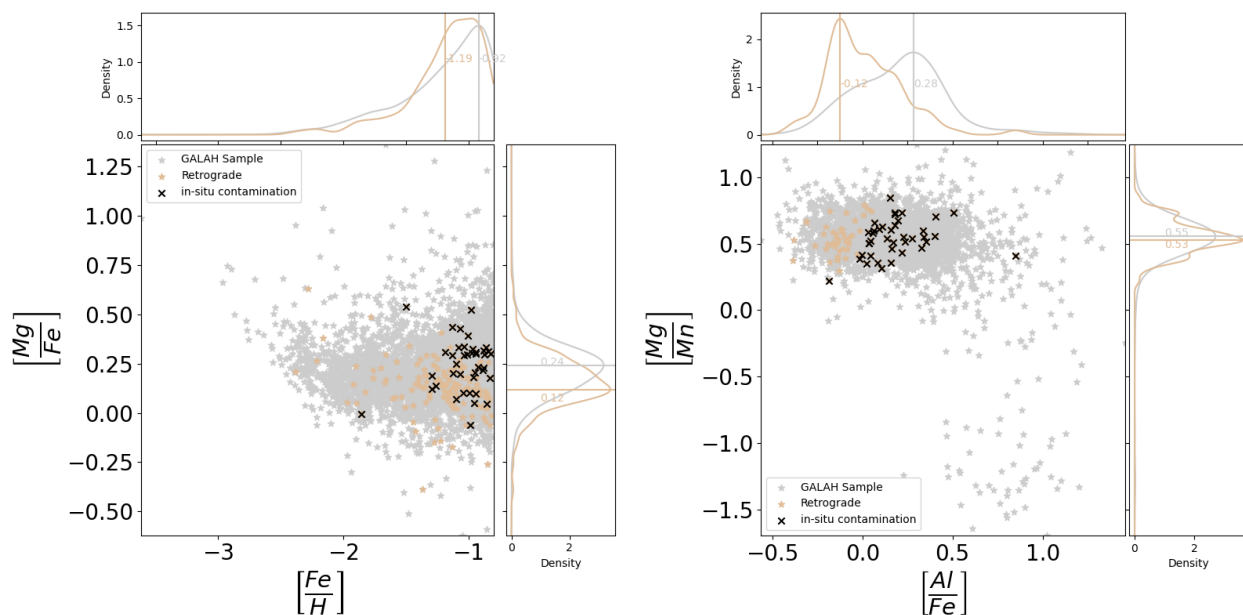 1.5
1.0
0.5
0.0
Density
-1.19
-0.92
1.25
1.00
0.75
0.50
0.25
0.00
−0.25
−0.50
[Mg/Fe]
GALAH Sample
Retrograde
in-situ contamination
−3 −2 −1
[Fe/H]
0.24
0.12
0 2
Density
2
1
0
Density
-0.12
0.28
1.0
0.5
0.0
−0.5
−1.0
−1.5
[Mg/Mn]
GALAH Sample
Retrograde
in-situ contamination
−0.5 0.0 0.5 1.0
[Al/Fe]
0.55
0.53
0 2
Density